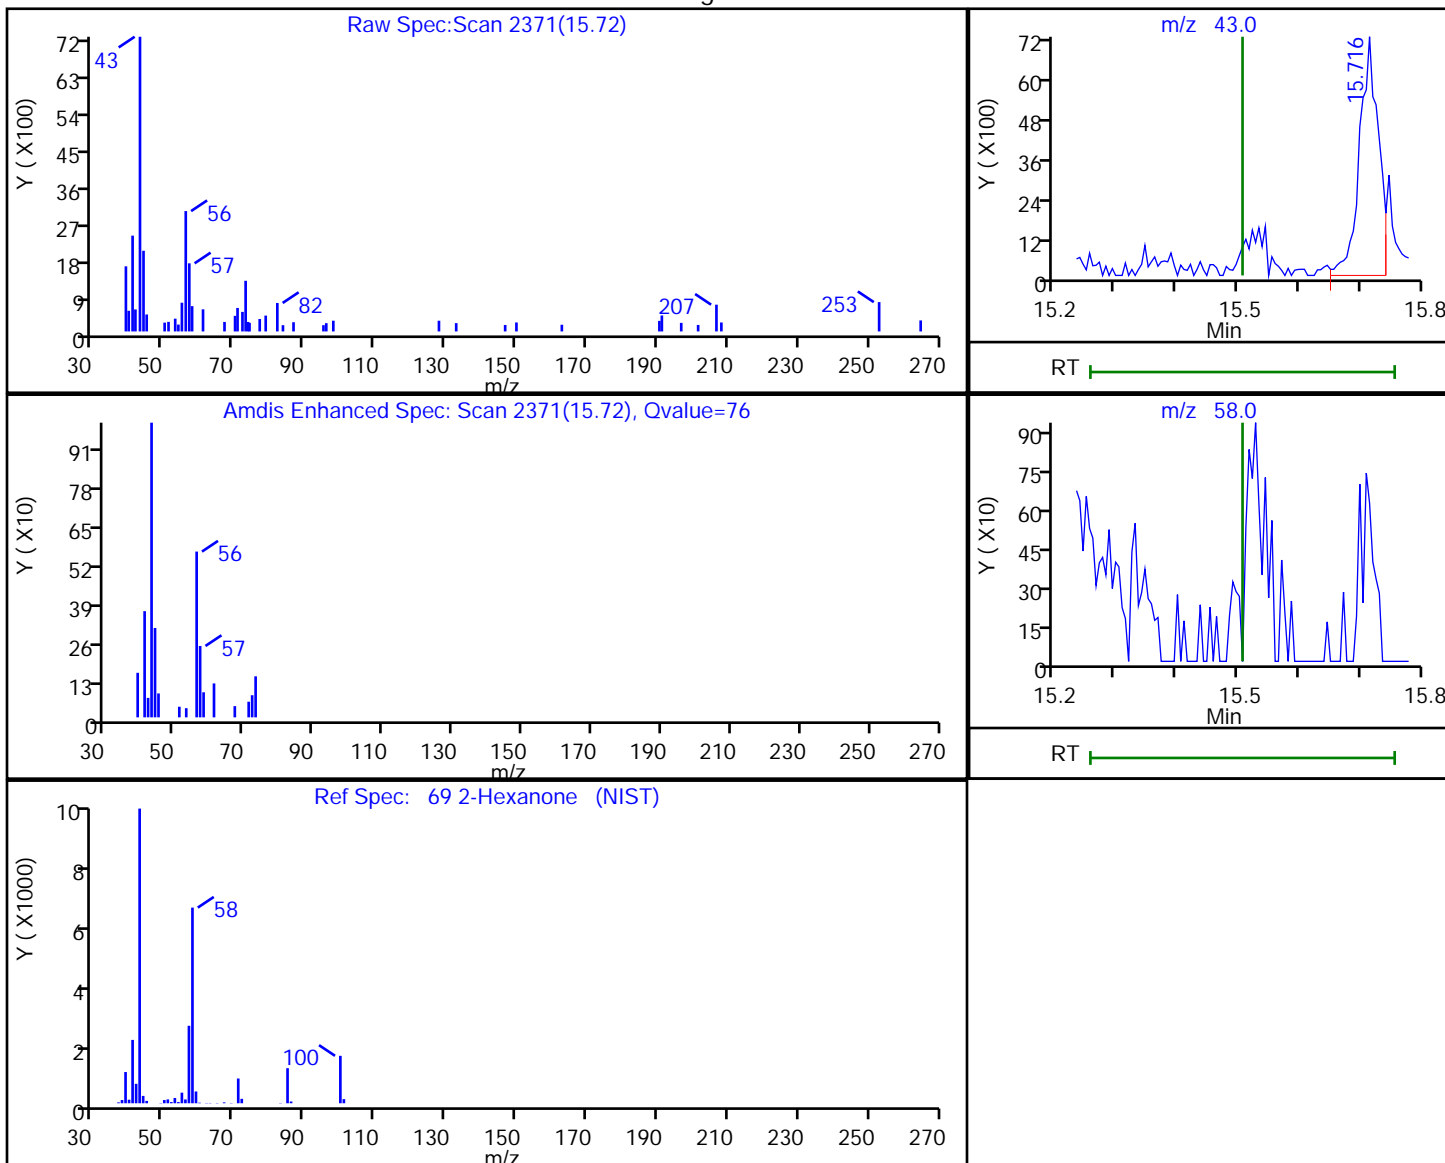 Raw Spec:Scan 2371(15.72)
Y ( X100)
72
63
54
45
36
27
18
9
0
43
56
57
82
207
253
30 50 70 90 110 130 150 170 190 210 230 250 270
m/z
m/z 43.0
Y ( X100)
72
60
48
36
24
12
0
15.716
15.2 15.5 15.8
Min
RT
Amdis Enhanced Spec: Scan 2371(15.72), Qvalue=76
Y ( X10)
91
78
65
52
39
26
13
0
56
57
30 50 70 90 110 130 150 170 190 210 230 250 270
m/z
m/z 58.0
Y ( X10)
90
75
60
45
30
15
0
15.2 15.5 15.8
Min
RT
Ref Spec: 69 2-Hexanone (NIST)
Y ( X1000)
10
8
6
4
2
0
58
100
30 50 70 90 110 130 150 170 190 210 230 250 270
m/z